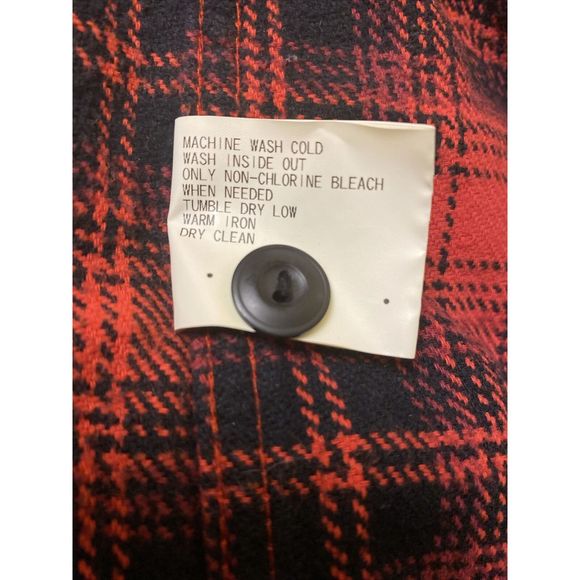 MACHINE WASH COLD
WASH INSIDE OUT
ONLY NON-CHLORINE BLEACH
WHEN NEEDED
TUMBLE DRY LOW
WARM IRON
DRY CLEAN